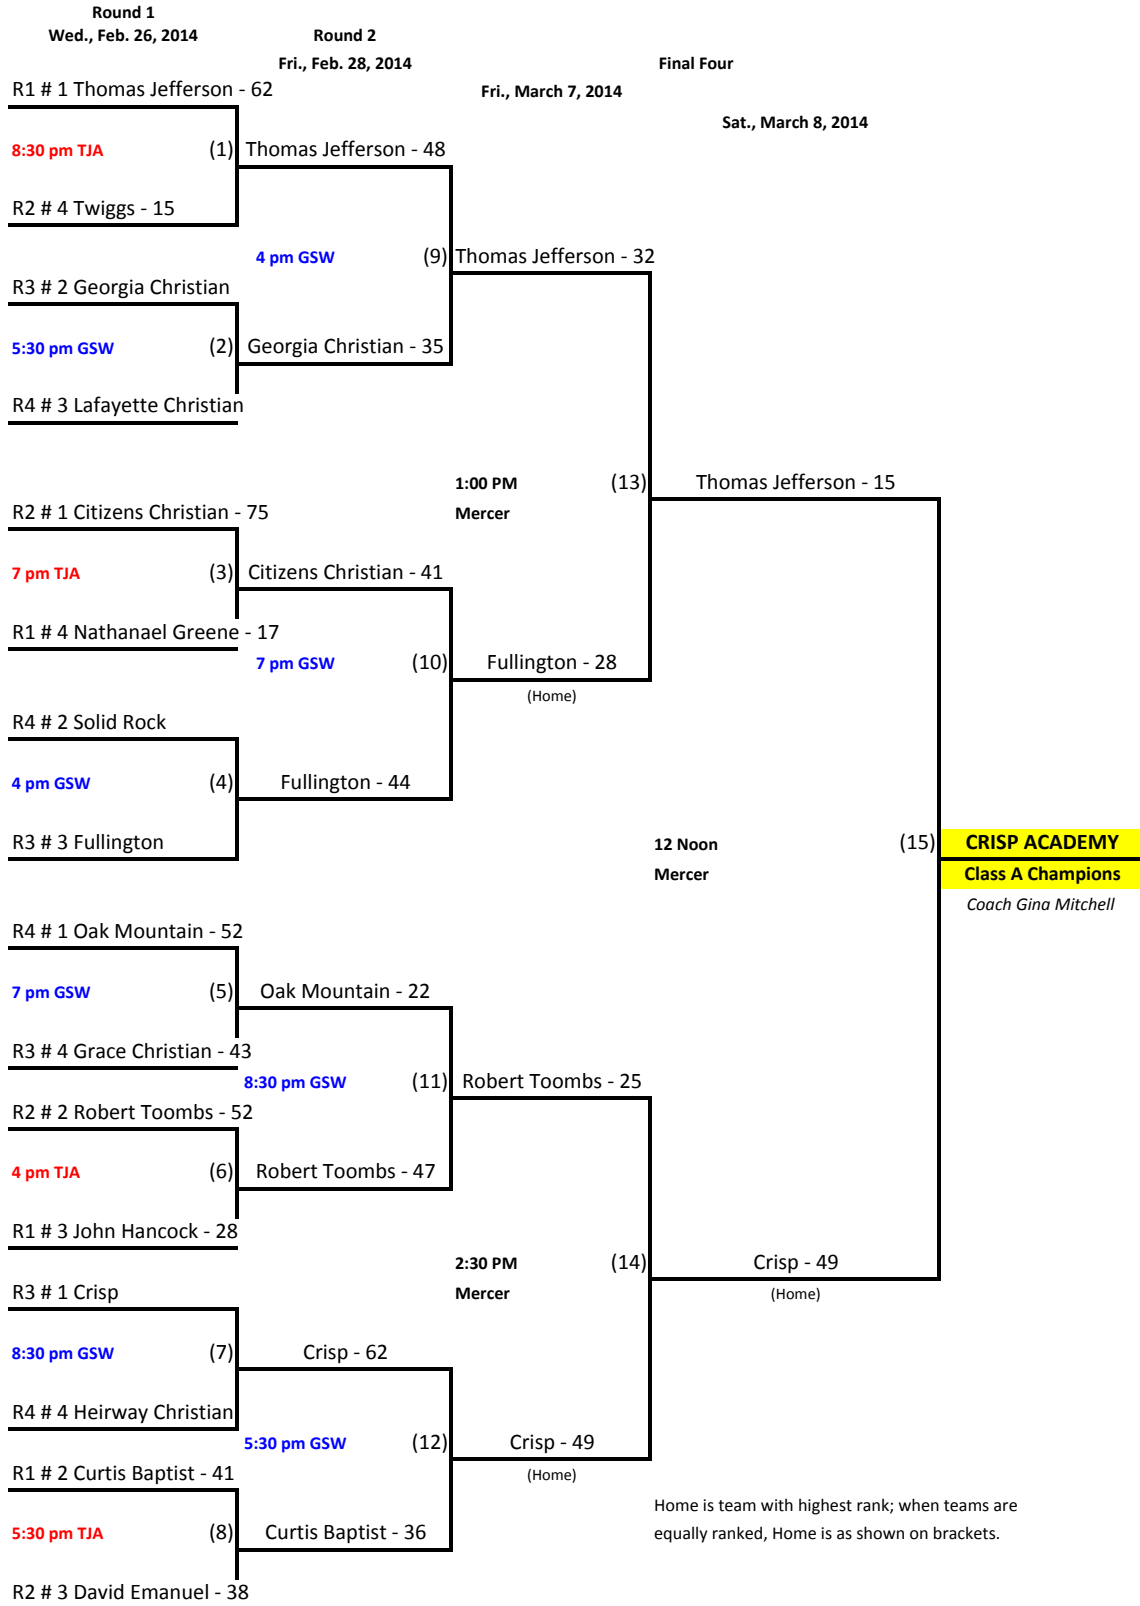 Round 1
Wed., Feb. 26, 2014
Round 2
Fri., Feb. 28, 2014
Final Four
Fri., March 7, 2014
Sat., March 8, 2014
R1 # 1 Thomas Jefferson - 62
8:30 pm TJA
(1)
Thomas Jefferson - 48
R2 # 4 Twiggs - 15
4 pm GSW
(9)
Thomas Jefferson - 32
R3 # 2 Georgia Christian
5:30 pm GSW
(2)
Georgia Christian - 35
R4 # 3 Lafayette Christian
1:00 PM
(13)
Thomas Jefferson - 15
Mercer
R2 # 1 Citizens Christian - 75
7 pm TJA
(3)
Citizens Christian - 41
R1 # 4 Nathanael Greene - 17
7 pm GSW
(10)
Fullington - 28
(Home)
R4 # 2 Solid Rock
4 pm GSW
(4)
Fullington - 44
R3 # 3 Fullington
12 Noon
(15)
CRISP ACADEMY
Mercer
Class A Champions
Coach Gina Mitchell
R4 # 1 Oak Mountain - 52
7 pm GSW
(5)
Oak Mountain - 22
R3 # 4 Grace Christian - 43
8:30 pm GSW
(11)
Robert Toombs - 25
R2 # 2 Robert Toombs - 52
4 pm TJA
(6)
Robert Toombs - 47
R1 # 3 John Hancock - 28
2:30 PM
(14)
Crisp - 49
Mercer
(Home)
R3 # 1 Crisp
8:30 pm GSW
(7)
Crisp - 62
R4 # 4 Heirway Christian
5:30 pm GSW
(12)
Crisp - 49
(Home)
R1 # 2 Curtis Baptist - 41
5:30 pm TJA
(8)
Curtis Baptist - 36
R2 # 3 David Emanuel - 38
Home is team with highest rank; when teams are
equally ranked, Home is as shown on brackets.